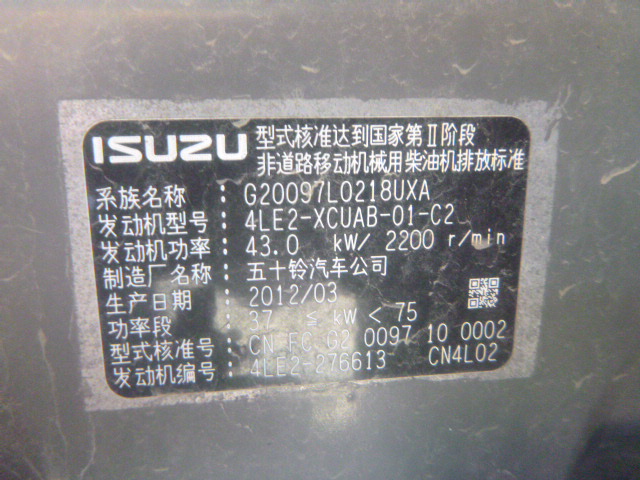 ISUZU 型式核准达到国家第Ⅱ阶段
非道路移动机械用柴油机排放标准
系族名称 : G20097L0218UXA
发动机型号 : 4LE2-XCUAB-01-C2
发动机功率 : 43.0 kW/ 2200 r/min
制造厂名称 : 五十铃汽车公司
生产日期 : 2012/03
功率段 : 37 ≤ kW < 75
型式核准号 : CN FC G2 0097 10 0002
发动机编号 : 4LE2-276613 CN4L02